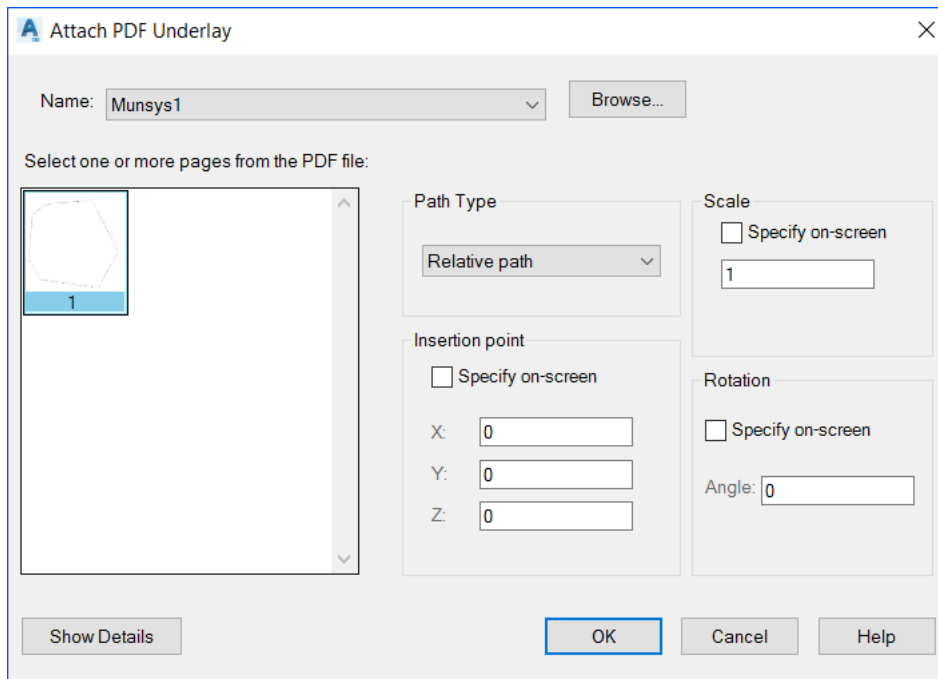 Attach PDF Underlay
Name: Munsys1 Browse...
Select one or more pages from the PDF file:
1
Path Type
Relative path
Insertion point
Specify on-screen
X: 0
Y: 0
Z: 0
Scale
Specify on-screen
1
Rotation
Specify on-screen
Angle: 0
Show Details OK Cancel Help